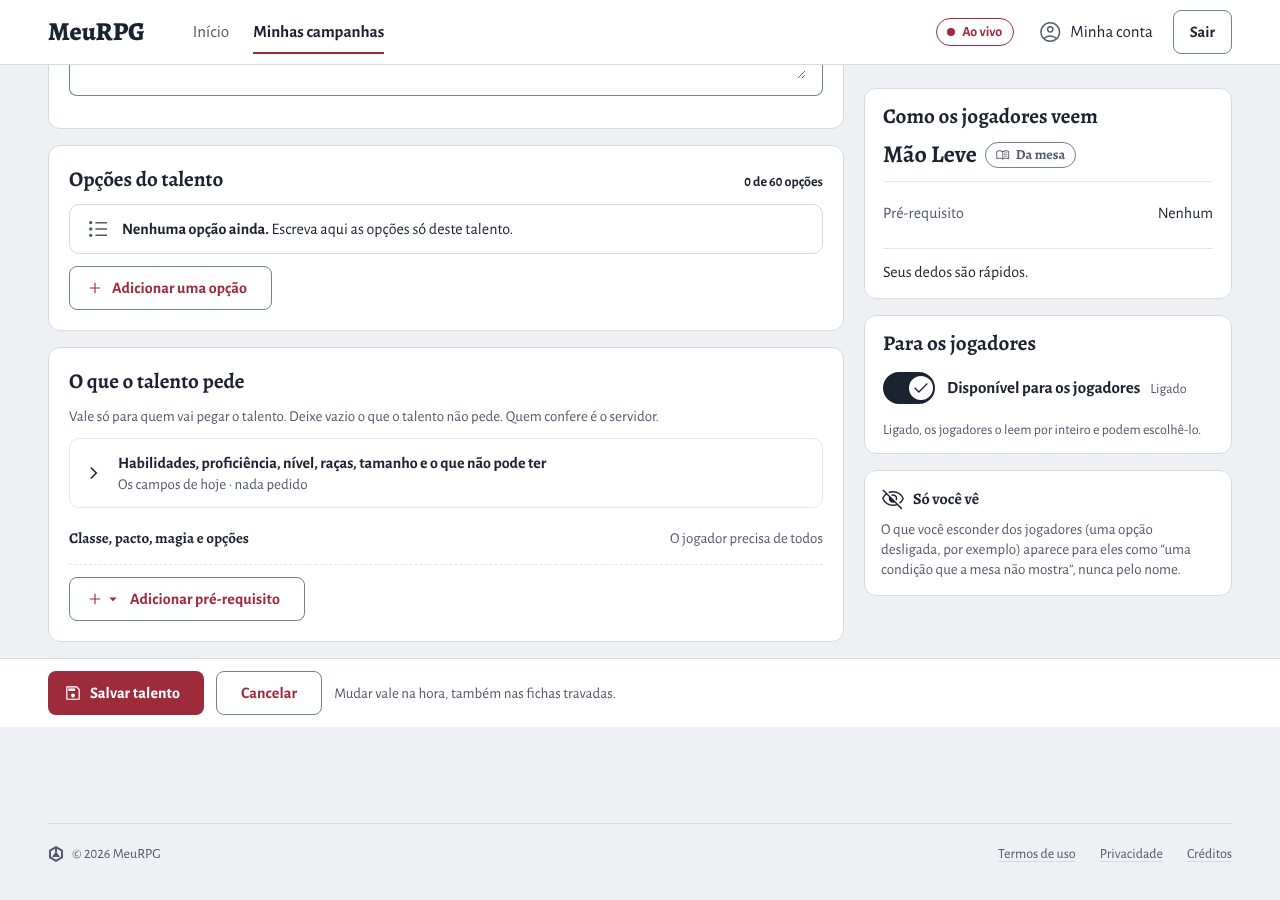 MeuRPG
Início
Minhas campanhas
Ao vivo
Minha conta
Sair
Opções do talento
0 de 60 opções
Nenhuma opção ainda. Escreva aqui as opções só deste talento.
Adicionar uma opção
O que o talento pede
Vale só para quem vai pegar o talento. Deixe vazio o que o talento não pede. Quem confere é o servidor.
Habilidades, proficiência, nível, raças, tamanho e o que não pode ter
Os campos de hoje · nada pedido
Classe, pacto, magia e opções
O jogador precisa de todos
Adicionar pré-requisito
Como os jogadores veem
Mão Leve
Da mesa
Pré-requisito
Nenhum
Seus dedos são rápidos.
Para os jogadores
Disponível para os jogadores
Ligado
Ligado, os jogadores o leem por inteiro e podem escolhê-lo.
Só você vê
O que você esconder dos jogadores (uma opção
desligada, por exemplo) aparece para eles como “uma
condição que a mesa não mostra”, nunca pelo nome.
Salvar talento
Cancelar
Mudar vale na hora, também nas fichas travadas.
© 2026 MeuRPG
Termos de uso
Privacidade
Créditos